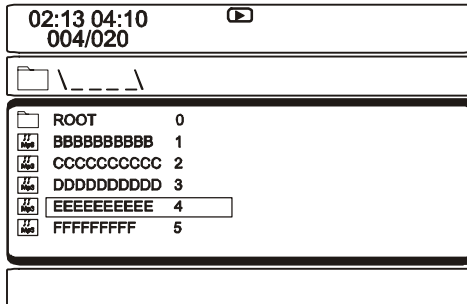 02:13 04:10
004/020
\_ _ _ _\
ROOT 0
BBBBBBBBBB 1
CCCCCCCCCC 2
DDDDDDDDDD 3
EEEEEEEEEE 4
FFFFFFFFF 5